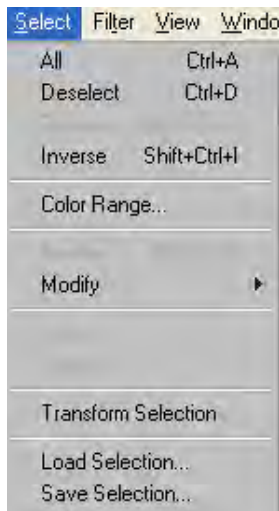 Select Filter View Windo
All Ctrl+A
Deselect Ctrl+D
Inverse Shift+Ctrl+I
Color Range...
Modify
Transform Selection
Load Selection...
Save Selection...